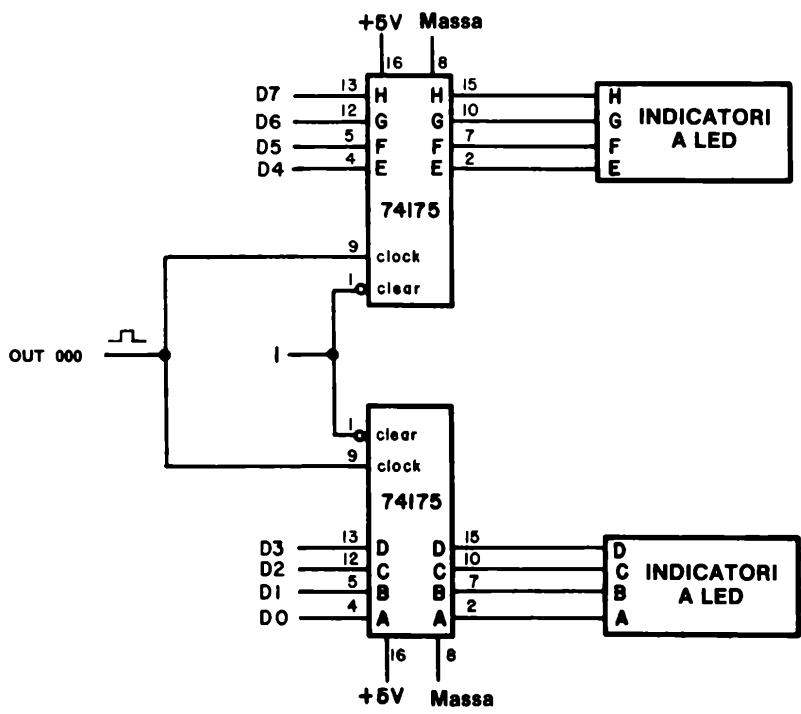 +5V Massa
16 8
D7 13 H H 15 H
D6 12 G G 10 G
D5 5 F F 7 F
D4 4 E E 2 E
INDICATORI
A LED
74175
9 clock
1 clear
OUT 000
1
1 clear
9 clock
74175
D3 13 D D 15 D
D2 12 C C 10 C
D1 5 B B 7 B
D0 4 A A 2 A
INDICATORI
A LED
16 8
+5V Massa